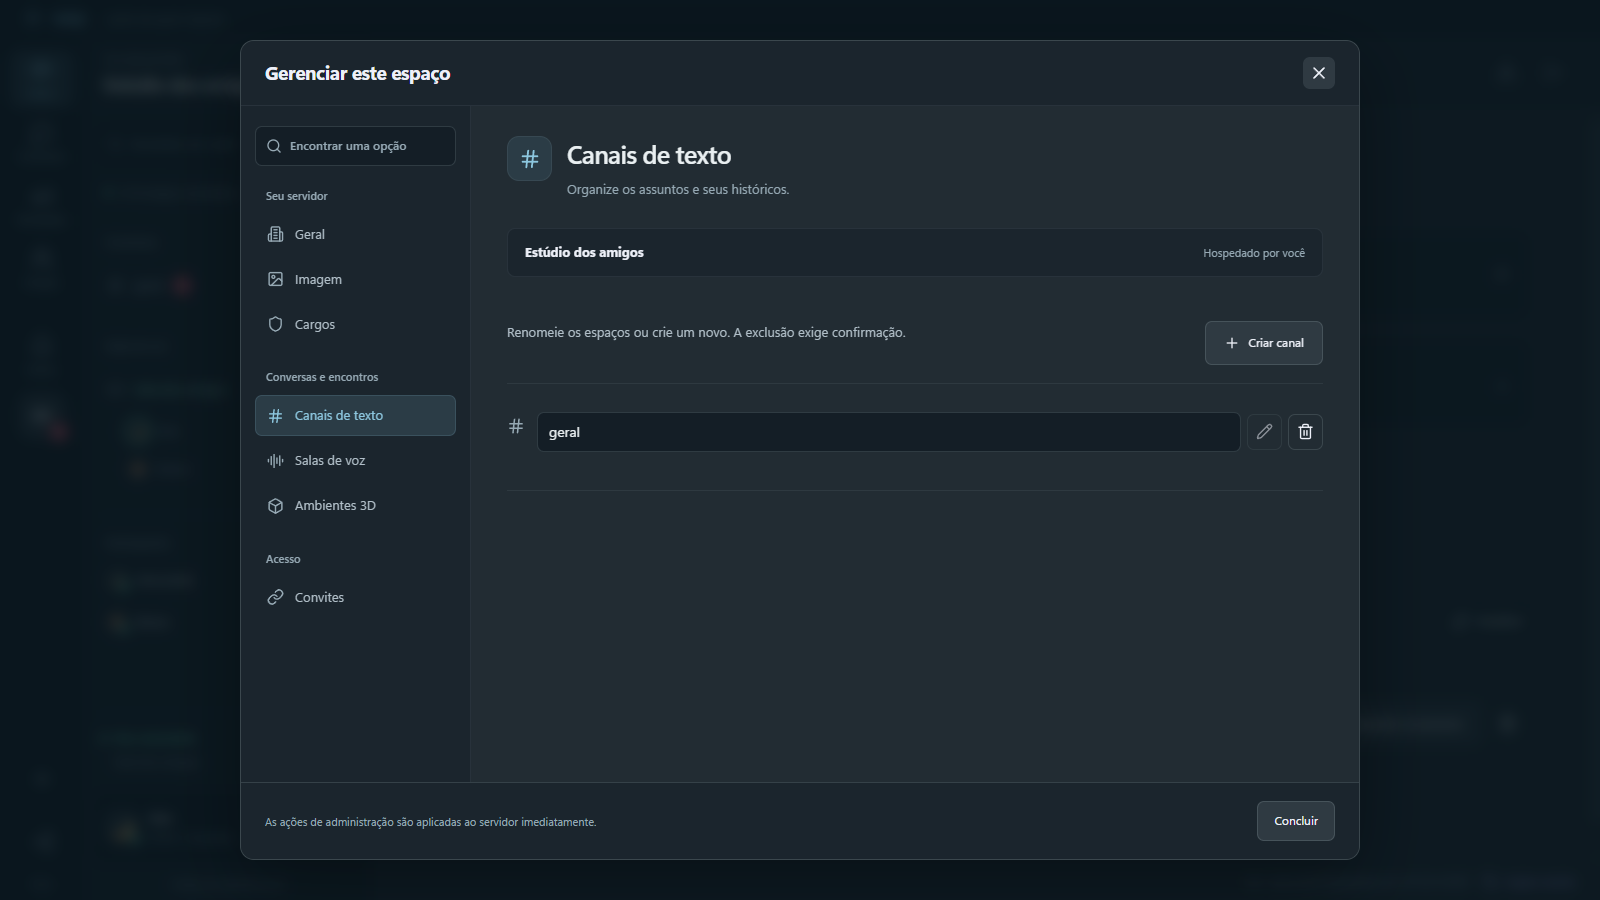 Gerenciar este espaço
Encontrar uma opção
Seu servidor
Geral
Imagem
Cargos
Conversas e encontros
Canais de texto
Salas de voz
Ambientes 3D
Acesso
Convites
Canais de texto
Organize os assuntos e seus históricos.
Estúdio dos amigos
Hospedado por você
Renomeie os espaços ou crie um novo. A exclusão exige confirmação.
Criar canal
geral
As ações de administração são aplicadas ao servidor imediatamente.
Concluir